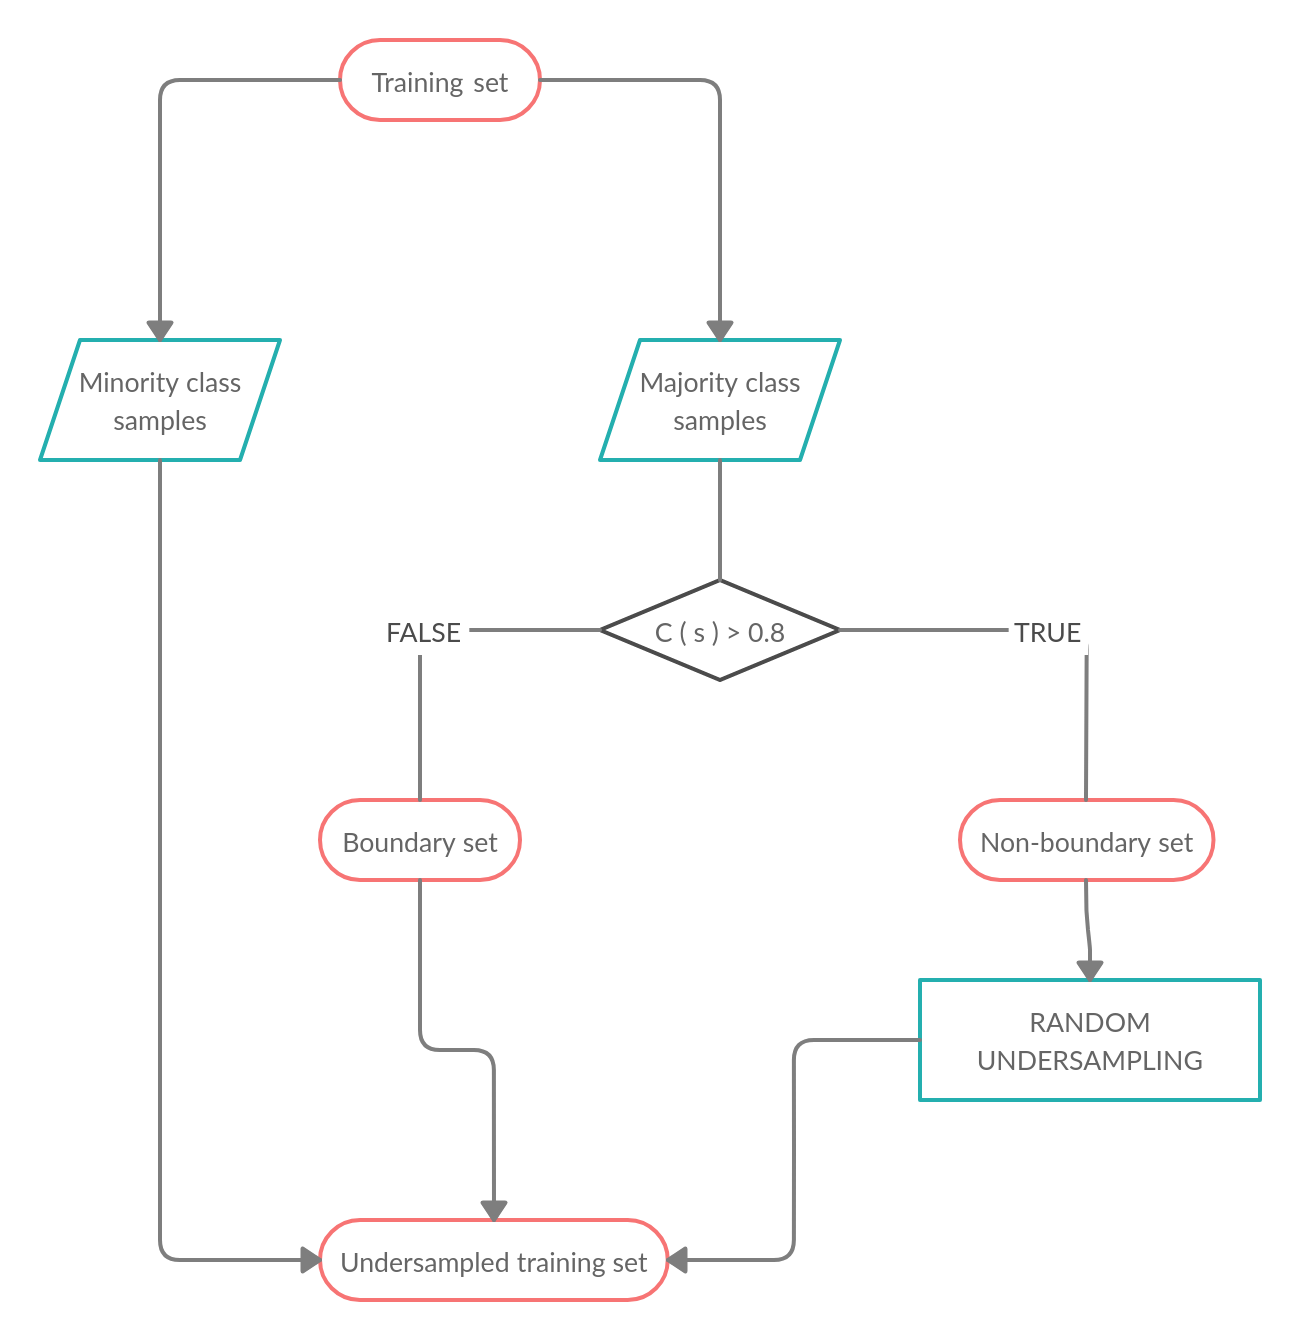 Training set
Minority class
samples
Majority class
samples
FALSE
C ( s ) > 0.8
TRUE
Boundary set
Non-boundary set
RANDOM
UNDERSAMPLING
Undersampled training set